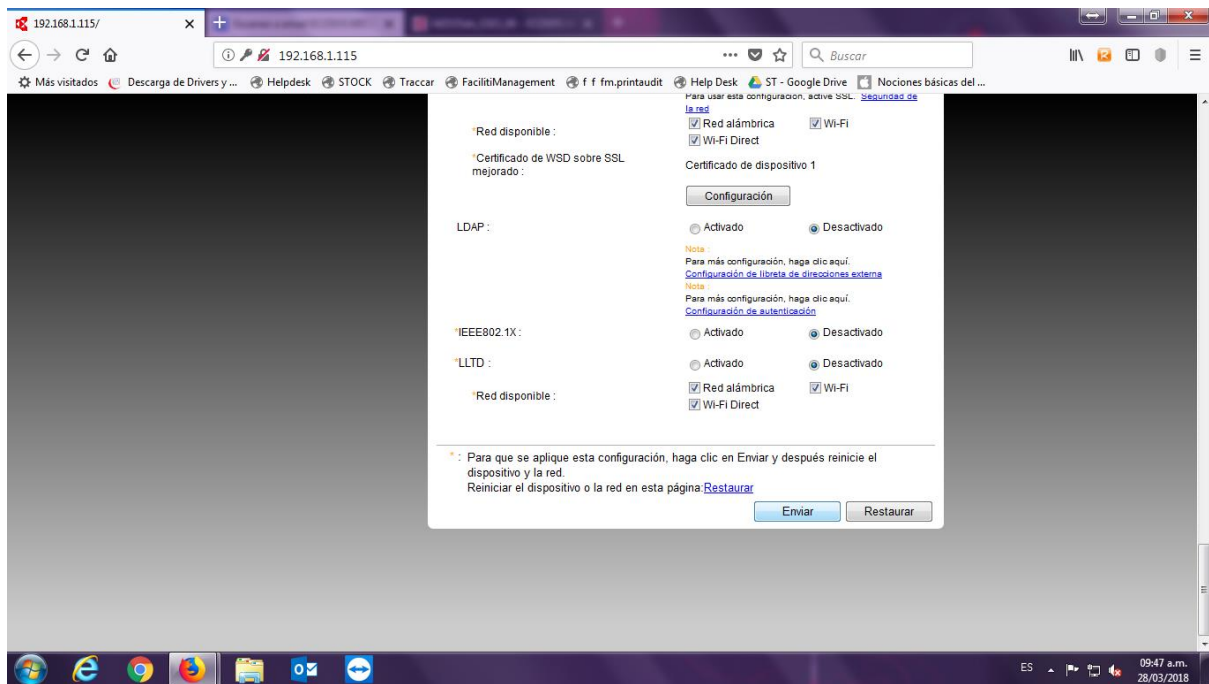 192.168.1.115/
192.168.1.115
Buscar
Más visitados Descarga de Drivers y ... Helpdesk STOCK Traccar FacilitiManagement f f fm.printaudit Help Desk ST - Google Drive Nociones básicas del ...
Para usar esta configuración, active SSL. Seguridad de
la red
*Red disponible : Red alámbrica Wi-Fi
Wi-Fi Direct
*Certificado de WSD sobre SSL
mejorado : Certificado de dispositivo 1
Configuración
LDAP : Activado Desactivado
Nota :
Para más configuración, haga clic aquí.
Configuración de libreta de direcciones externa
Nota :
Para más configuración, haga clic aquí.
Configuración de autenticación
*IEEE802.1X : Activado Desactivado
*LLTD : Activado Desactivado
*Red disponible : Red alámbrica Wi-Fi
Wi-Fi Direct
* : Para que se aplique esta configuración, haga clic en Enviar y después reinicie el
dispositivo y la red.
Reiniciar el dispositivo o la red en esta página:Restaurar
Enviar Restaurar
ES 09:47 a.m.
28/03/2018